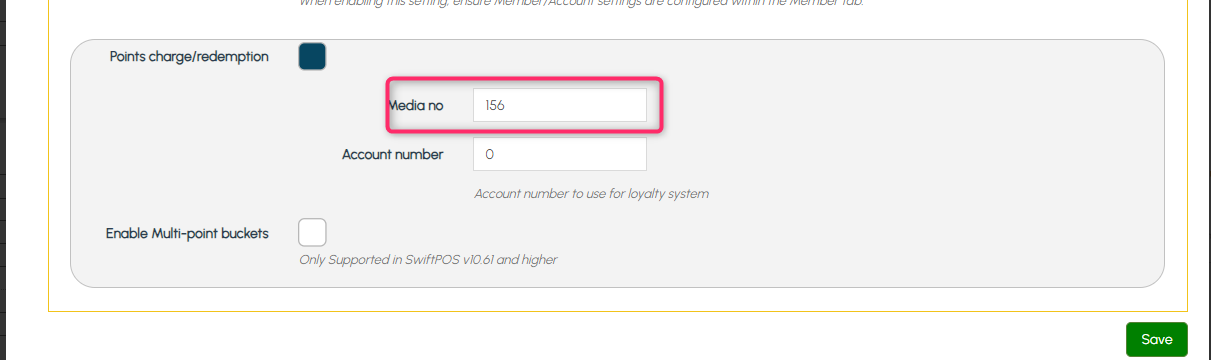 When enabling this setting, ensure Member/Account settings are configured within the Member tab.
Points charge/redemption
Media no 156
Account number 0
Account number to use for loyalty system
Enable Multi-point buckets
Only Supported in SwiftPOS v10.61 and higher
Save